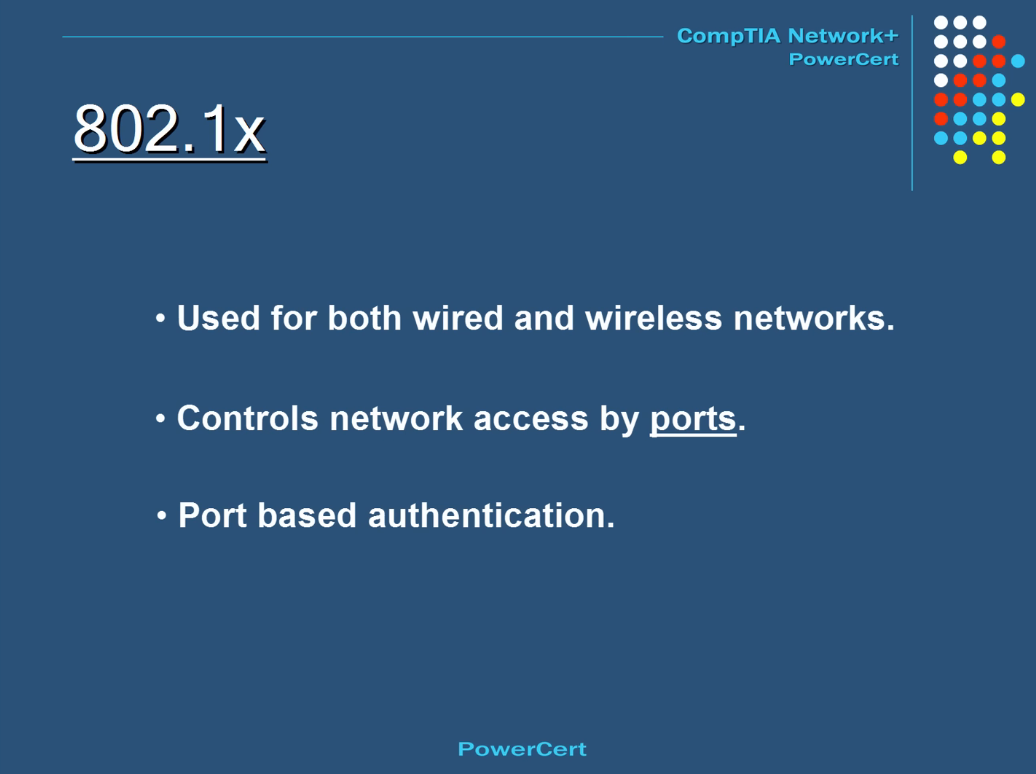 CompTIA Network+
PowerCert
802.1x
• Used for both wired and wireless networks.
• Controls network access by ports.
• Port based authentication.
PowerCert